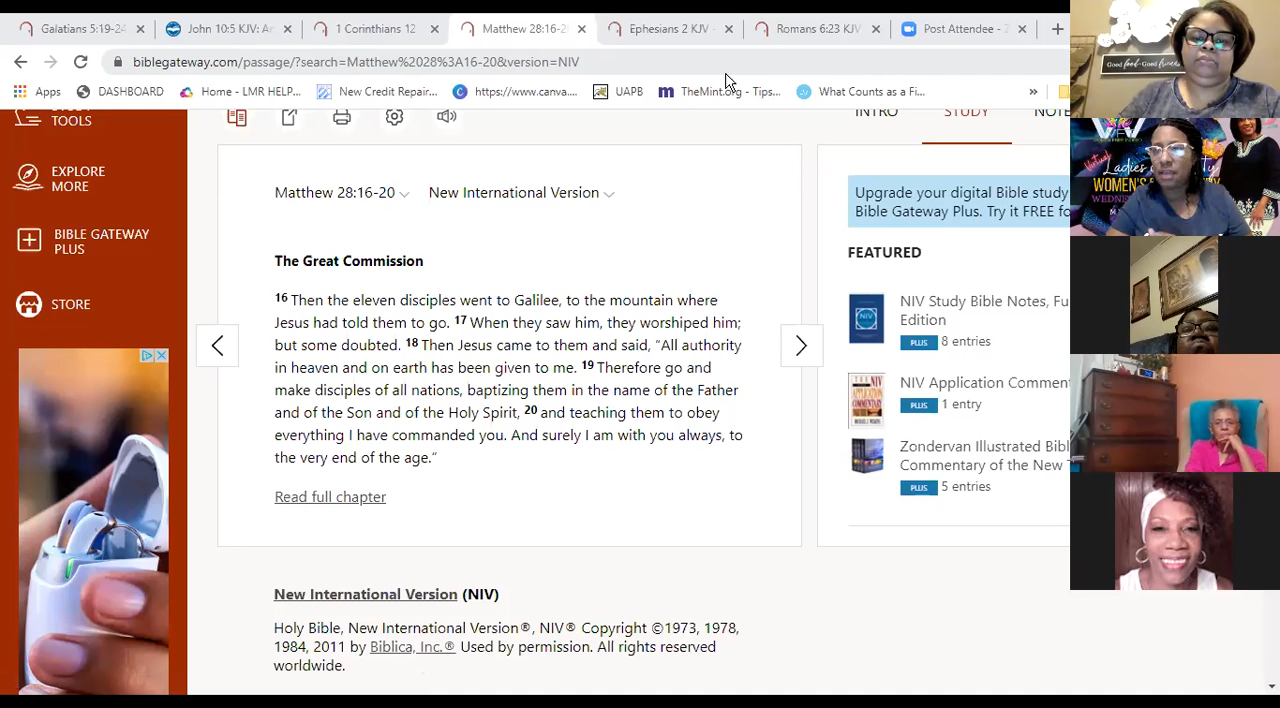 Galatians 5:19-24
John 10:5 KJV: An
1 Corinthians 12
Matthew 28:16-2
Ephesians 2 KJV -
Romans 6:23 KJV
Post Attendee - Z
biblegateway.com/passage/?search=Matthew%2028%3A16-20&version=NIV
Apps
DASHBOARD
Home - LMR HELP...
New Credit Repair...
https://www.canva....
UAPB
TheMint.org - Tips...
What Counts as a Fi...
»
STUDY
TOOLS
EXPLORE
MORE
BIBLE GATEWAY
PLUS
STORE
INTRO
STUDY
NOTE
Matthew 28:16-20
New International Version
The Great Commission
16 Then the eleven disciples went to Galilee, to the mountain where
Jesus had told them to go. 17 When they saw him, they worshiped him;
but some doubted. 18 Then Jesus came to them and said, “All authority
in heaven and on earth has been given to me. 19 Therefore go and
make disciples of all nations, baptizing them in the name of the Father
and of the Son and of the Holy Spirit, 20 and teaching them to obey
everything I have commanded you. And surely I am with you always, to
the very end of the age.”
Read full chapter
New International Version (NIV)
Holy Bible, New International Version®, NIV® Copyright ©1973, 1978,
1984, 2011 by Biblica, Inc.® Used by permission. All rights reserved
worldwide.
Upgrade your digital Bible study
Bible Gateway Plus. Try it FREE fo
FEATURED
NIV Study Bible Notes, Fu
Edition
PLUS 8 entries
NIV Application Comment
PLUS 1 entry
Zondervan Illustrated Bibl
Commentary of the New
PLUS 5 entries
Good food - Good friends
Virtual
Ladies
WOMEN'S
WEDNE